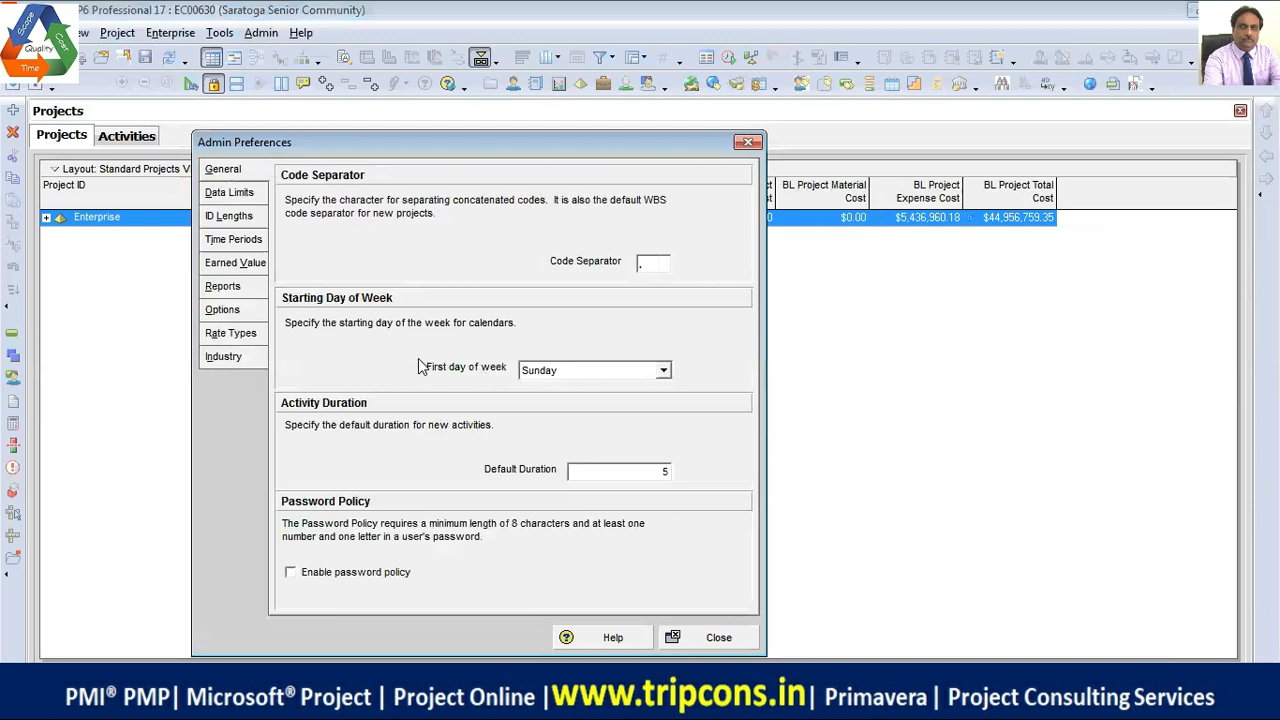 P6 Professional 17 : EC00630 (Saratoga Senior Community)
Project Enterprise Tools Admin Help
Scope
Quality
Cost
Time
Projects
Projects Activities
Layout: Standard Projects
Project ID
BL Project Material Cost
BL Project Expense Cost
BL Project Total Cost
Enterprise
$0.00 $5,436,960.18 $44,956,759.35
Admin Preferences
General
Data Limits
ID Lengths
Time Periods
Earned Value
Reports
Options
Rate Types
Industry
Code Separator
Specify the character for separating concatenated codes. It is also the default WBS
code separator for new projects.
Code Separator .
Starting Day of Week
Specify the starting day of the week for calendars.
First day of week Sunday
Activity Duration
Specify the default duration for new activities.
Default Duration 5
Password Policy
The Password Policy requires a minimum length of 8 characters and at least one
number and one letter in a user's password.
Enable password policy
Help Close
PMI® PMP| Microsoft® Project | Project Online |www.tripcons.in| Primavera | Project Consulting Services